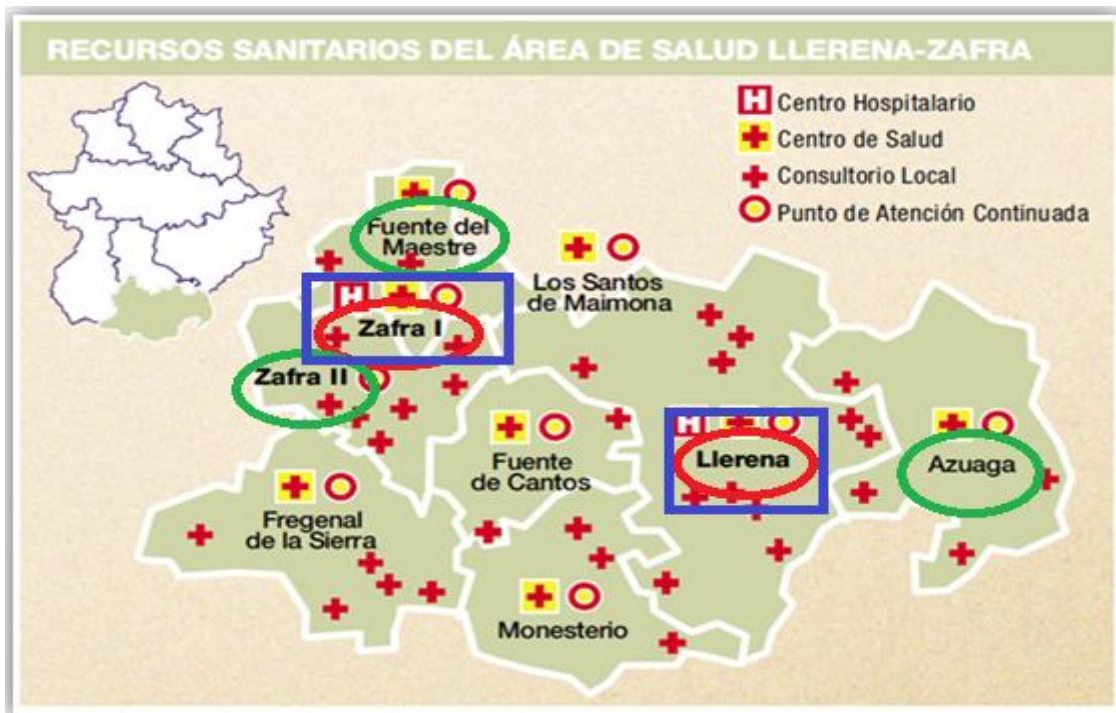 RECURSOS SANITARIOS DEL ÁREA DE SALUD LLERENA-ZAFRA
H Centro Hospitalario
Centro de Salud
Consultorio Local
Punto de Atención Continuada
Fuente del
Maestre
Los Santos
de Maimona
H
Zafra I
Zafra II
H
Llerena
Azuaga
Fuente
de Cantos
Fregenal
de la Sierra
Monesterio